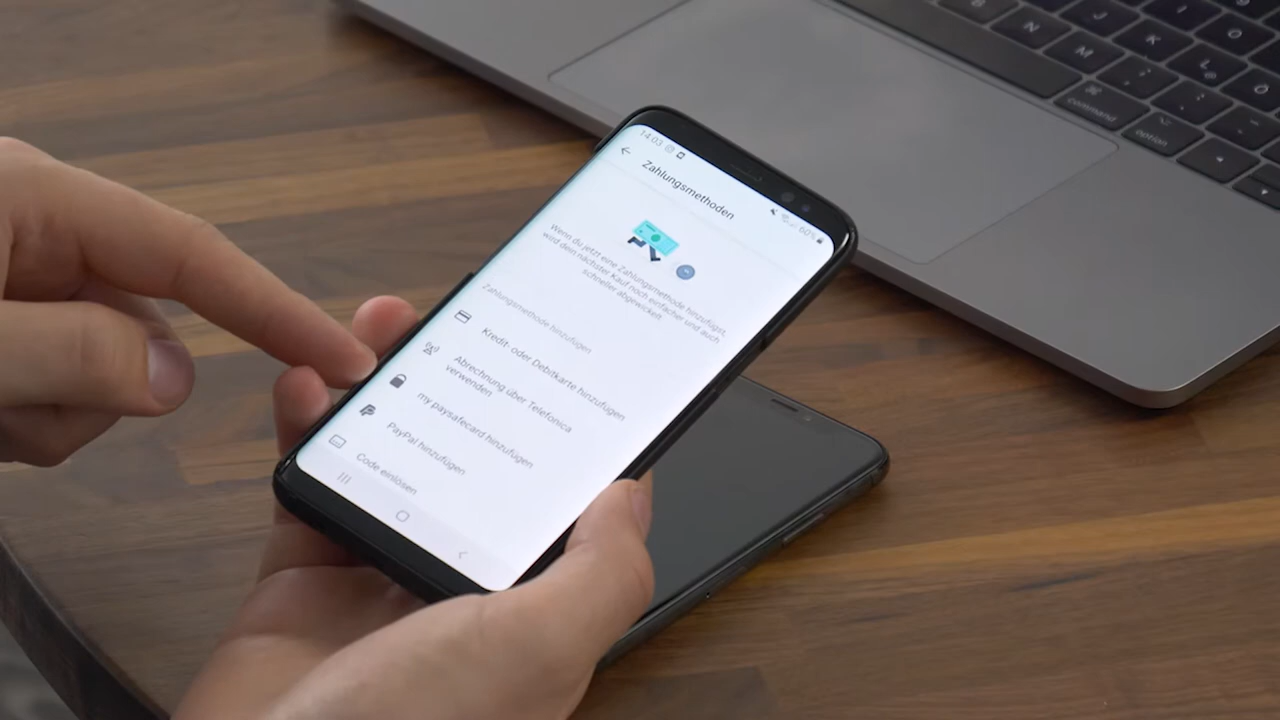 14:03
60%
Zahlungsmethoden
Wenn du jetzt eine Zahlungsmethode hinzufügst,
wird dein nächster Kauf noch einfacher und auch
schneller abgewickelt.
Zahlungsmethode hinzufügen
Kredit- oder Debitkarte hinzufügen
Abrechnung über Telefonica
verwenden
my paysafecard hinzufügen
PayPal hinzufügen
Code einlösen
B
N
M
J
K
L
I
O
Ö
command
option